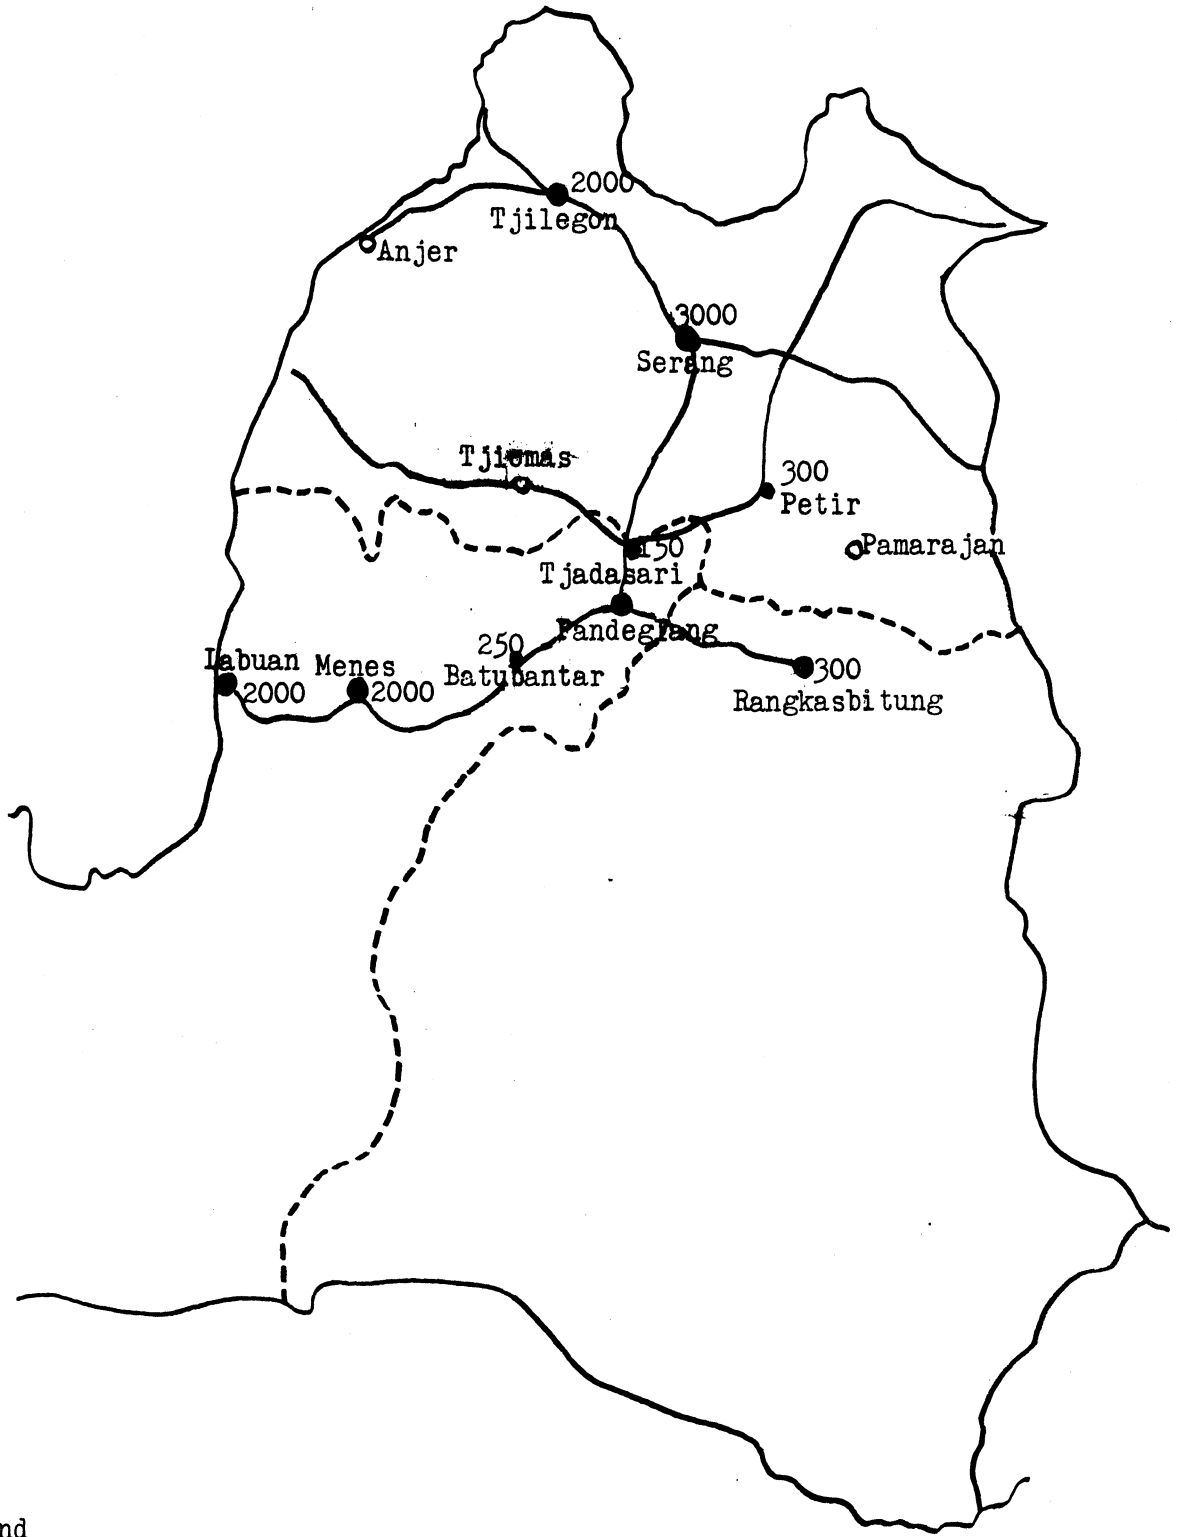 2000
Tjilegon
Anjer
3000
Serang
Tjiomas
300
Petir
150
Pamarajan
Tjadasari
Pandeglang
250
Labuan Menes
Batubantar
300
2000
2000
Rangkasbitung
nd